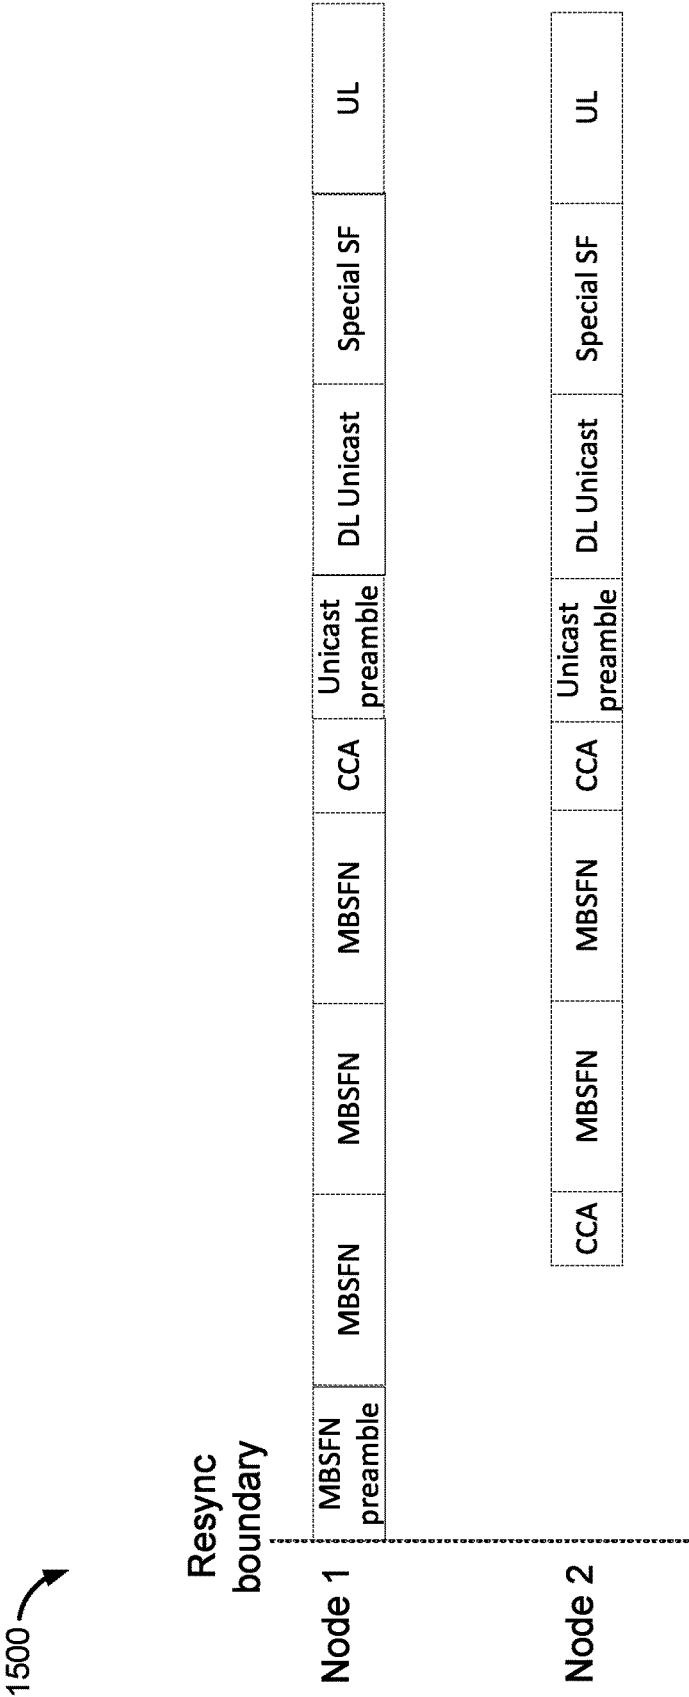 1500
Resync
boundary
Node 1
MBSFN
preamble
MBSFN
MBSFN
MBSFN
CCA
Unicast
preamble
DL Unicast
Special SF
UL
Node 2
CCA
MBSFN
MBSFN
CCA
Unicast
preamble
DL Unicast
Special SF
UL